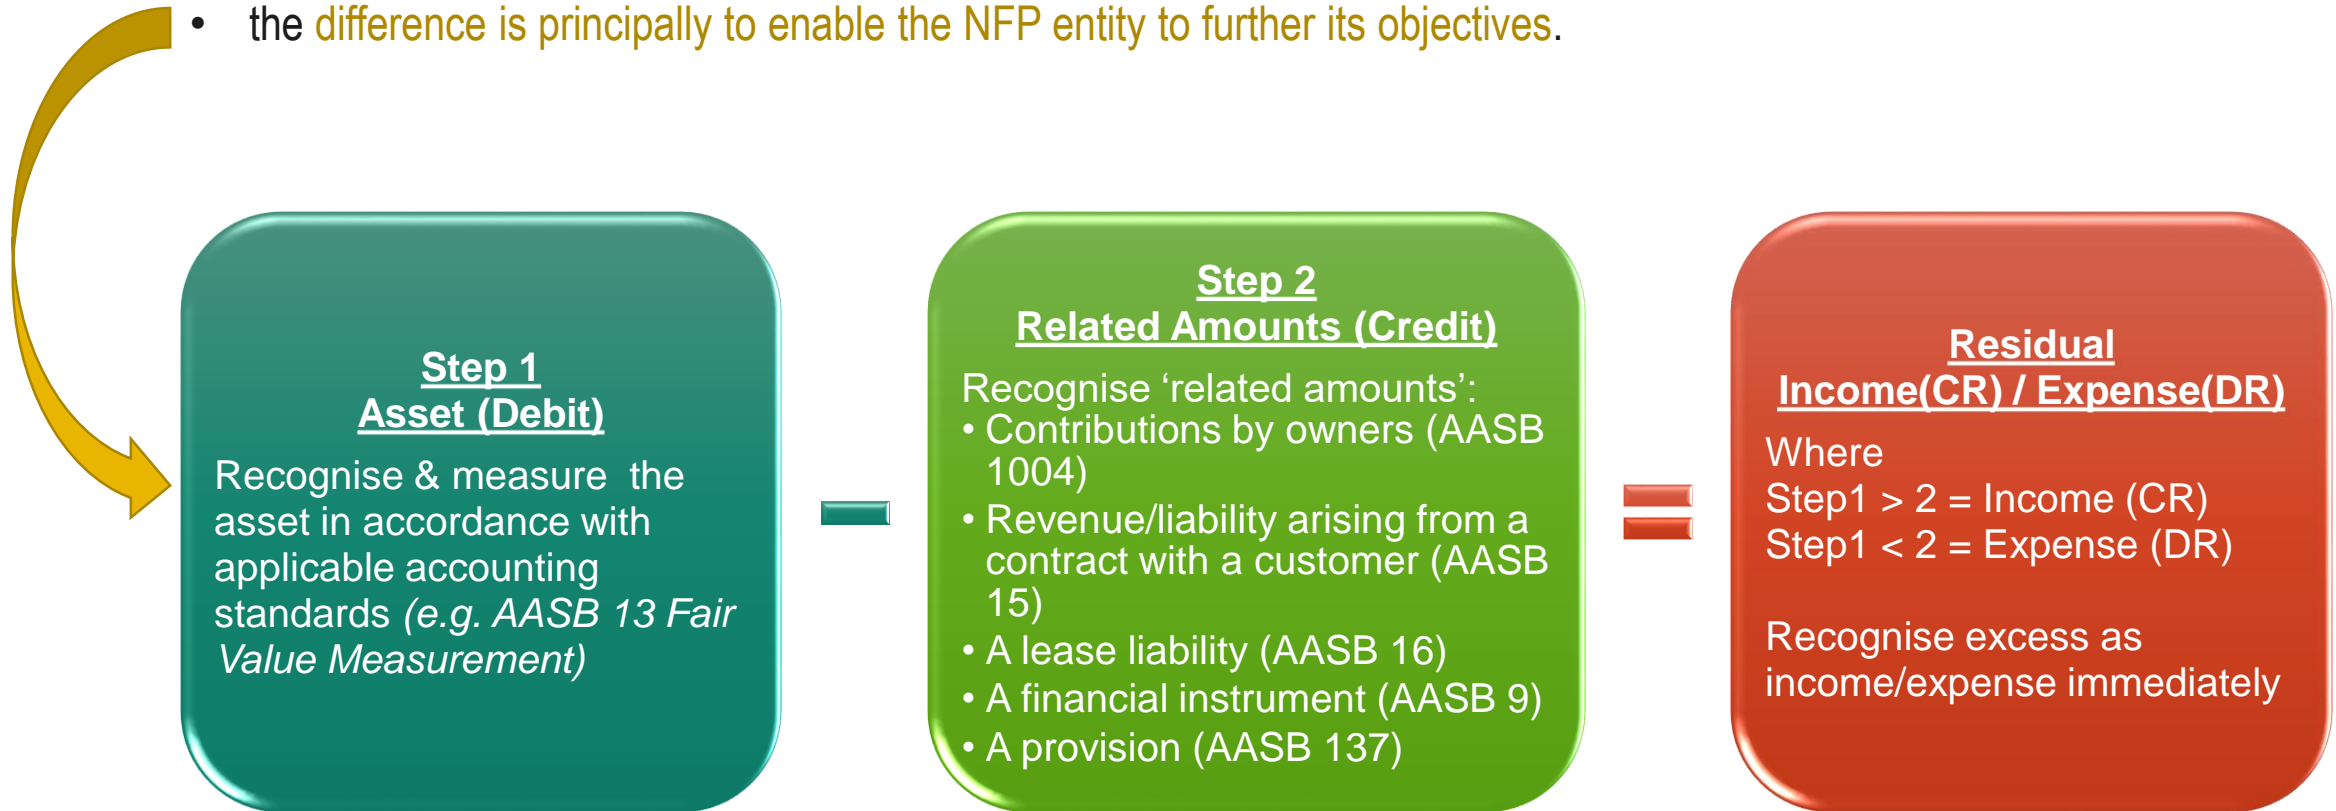 • the difference is principally to enable the NFP entity to further its objectives.
Step 1
Asset (Debit)
Recognise & measure the
asset in accordance with
applicable accounting
standards (e.g. AASB 13 Fair
Value Measurement)
Step 2
Related Amounts (Credit)
Recognise ‘related amounts’:
• Contributions by owners (AASB
1004)
• Revenue/liability arising from a
contract with a customer (AASB
15)
• A lease liability (AASB 16)
• A financial instrument (AASB 9)
• A provision (AASB 137)
Residual
Income(CR) / Expense(DR)
Where
Step1 > 2 = Income (CR)
Step1 < 2 = Expense (DR)
Recognise excess as
income/expense immediately